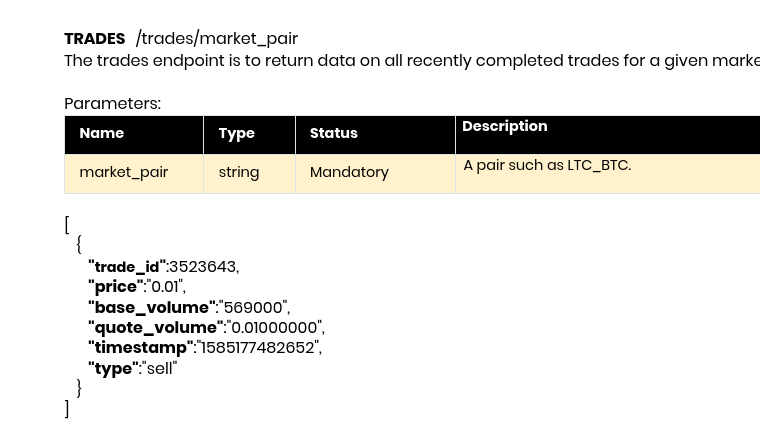 TRADES /trades/market_pair
The trades endpoint is to return data on all recently completed trades for a given marke
Parameters:
Name Type Status Description
market_pair string Mandatory A pair such as LTC_BTC.
[
{
"trade_id":3523643,
"price":"0.01",
"base_volume":"569000",
"quote_volume":"0.01000000",
"timestamp":"1585177482652",
"type":"sell"
}
]